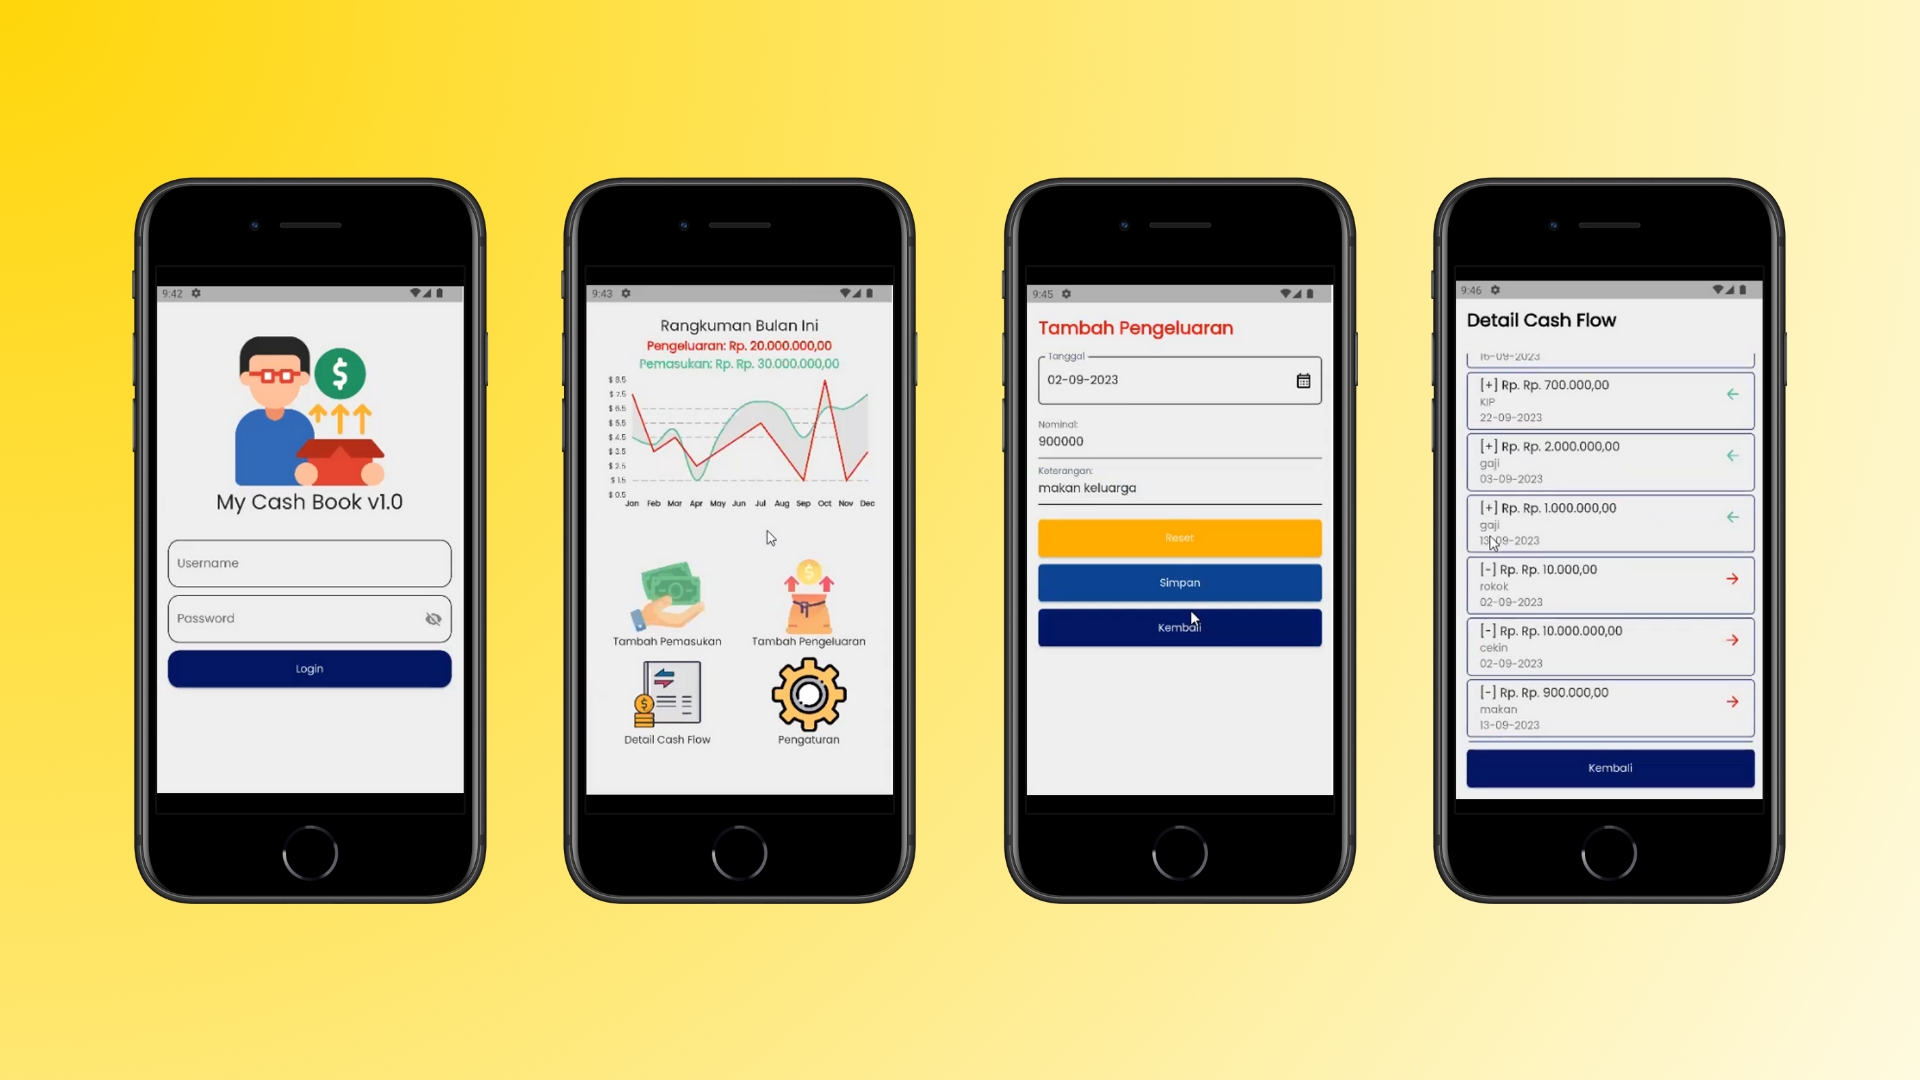 9:42
My Cash Book v1.0
Username
Password
Login
9:43
Rangkuman Bulan Ini
Pengeluaran: Rp. 20.000.000,00
Pemasukan: Rp. Rp. 30.000.000,00
$ 8.5
$ 7.5
$ 6.5
$ 5.5
$ 4.5
$ 3.5
$ 2.5
$ 1.5
$ 0.5
Jan Feb Mar Apr May Jun Jul Aug Sep Oct Nov Dec
Tambah Pemasukan
Tambah Pengeluaran
Detail Cash Flow
Pengaturan
9:45
Tambah Pengeluaran
Tanggal
02-09-2023
Nominal:
900000
Keterangan:
makan keluarga
Reset
Simpan
Kembali
9:46
Detail Cash Flow
16-09-2023
[+] Rp. Rp. 700.000,00
KIP
22-09-2023
[+] Rp. Rp. 2.000.000,00
gaji
03-09-2023
[+] Rp. Rp. 1.000.000,00
gaji
13-09-2023
[-] Rp. Rp. 10.000,00
rokok
02-09-2023
[-] Rp. Rp. 10.000.000,00
cekin
02-09-2023
[-] Rp. Rp. 900.000,00
makan
13-09-2023
Kembali